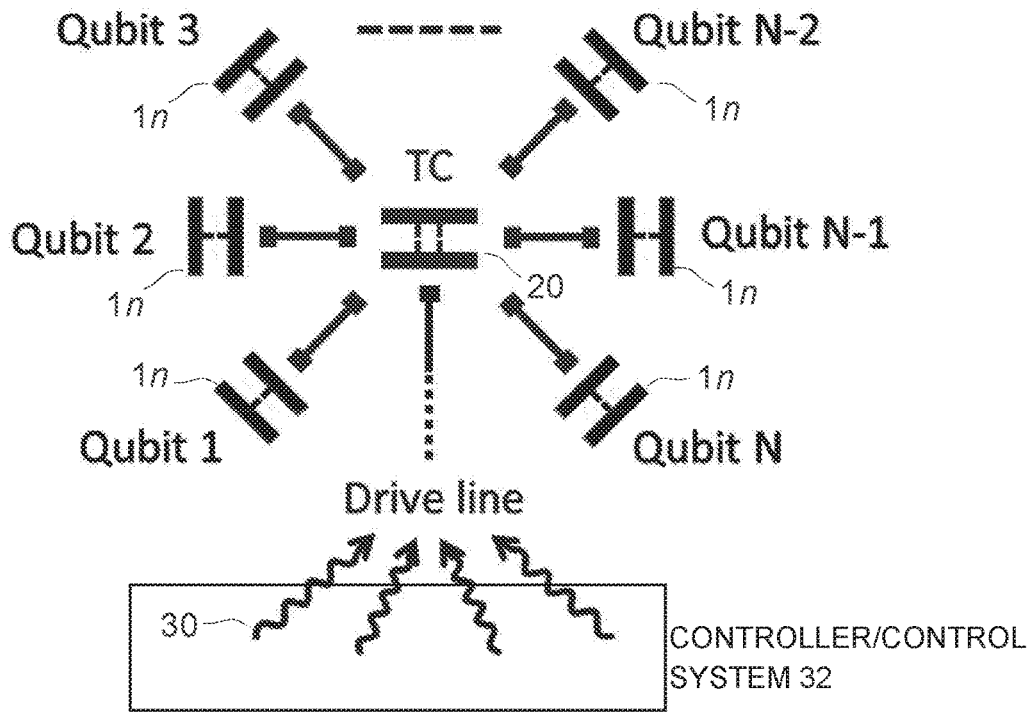 Qubit 3
Qubit N-2
1n
1n
TC
Qubit 2
Qubit N-1
1n
20
1n
1n
1n
Qubit 1
Qubit N
Drive line
30
CONTROLLER/CONTROL
SYSTEM 32